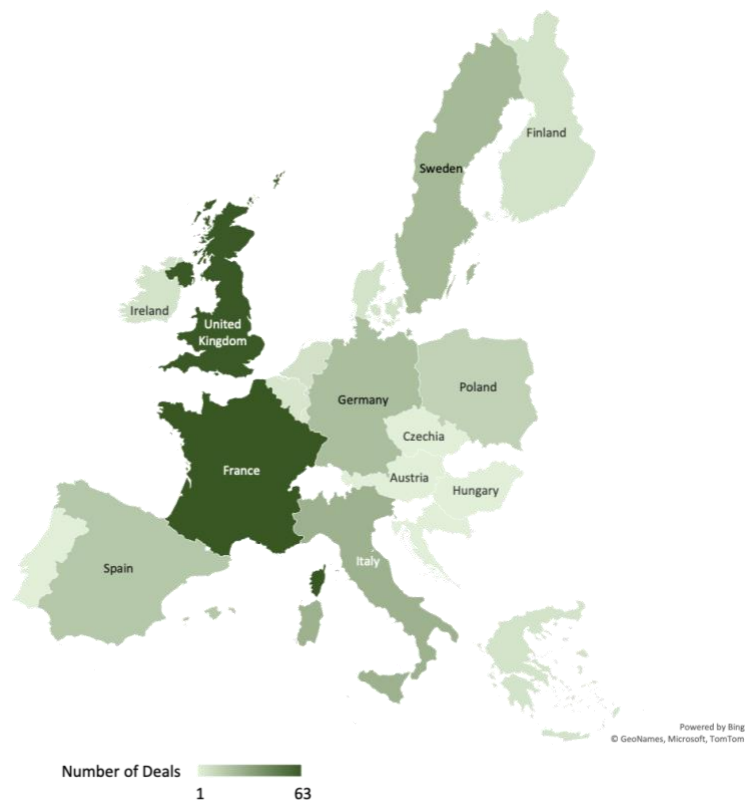 Finland
Sweden
Ireland
United
Kingdom
Germany
Poland
Czechia
France
Austria
Hungary
Italy
Spain
Powered by Bing
© GeoNames, Microsoft, TomTom
Number of Deals
1 63